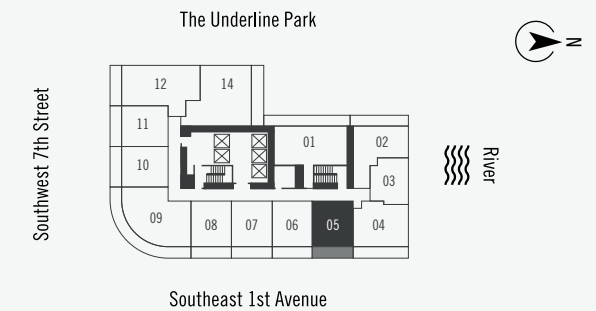 The Underline Park
N
12
14
11
01
02
Southwest 7th Street
10
03
River
09
08
07
06
05
04
Southeast 1st Avenue